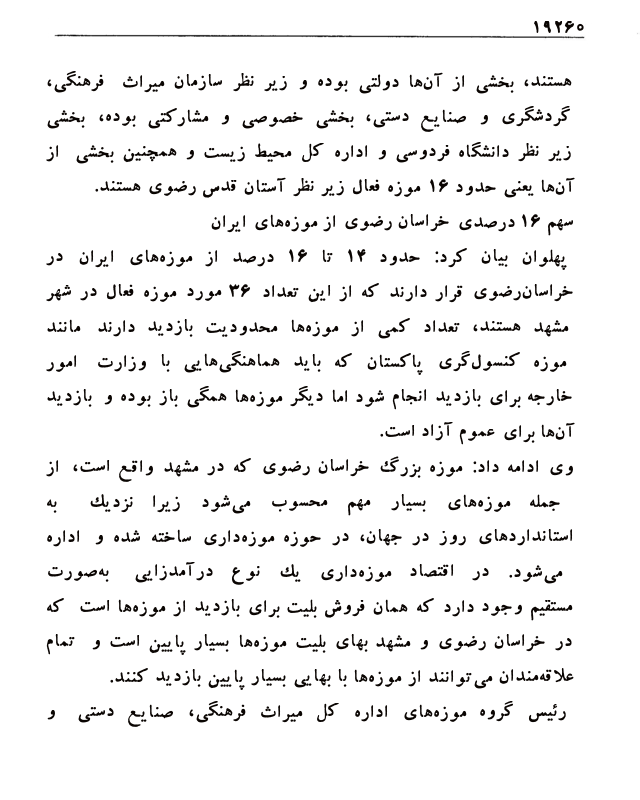 ۱۹۲۶۰
هستند، بخشی از آن‌ها دولتی بوده و زیر نظر سازمان میراث فرهنگی،
گردشگری و صنایع دستی، بخشی خصوصی و مشارکتی بوده، بخشی
زیر نظر دانشگاه فردوسی و اداره کل محیط زیست و همچنین بخشی از
آن‌ها یعنی حدود ۱۶ موزه فعال زیر نظر آستان قدس رضوی هستند.
سهم ۱۶ درصدی خراسان رضوی از موزه‌های ایران
پهلوان بیان کرد: حدود ۱۴ تا ۱۶ درصد از موزه‌های ایران در
خراسان‌رضوی قرار دارند که از این تعداد ۳۶ مورد موزه فعال در شهر
مشهد هستند، تعداد کمی از موزه‌ها محدودیت بازدید دارند مانند
موزه کنسول‌گری پاکستان که باید هماهنگی‌هایی با وزارت امور
خارجه برای بازدید انجام شود اما دیگر موزه‌ها همگی باز بوده و بازدید
آن‌ها برای عموم آزاد است.
وی ادامه داد: موزه بزرگ خراسان رضوی که در مشهد واقع است، از
جمله موزه‌های بسیار مهم محسوب می‌شود زیرا نزدیك به
استانداردهای روز در جهان، در حوزه موزه‌داری ساخته شده و اداره
می‌شود. در اقتصاد موزه‌داری یك نوع درآمدزایی به‌صورت
مستقیم وجود دارد که همان فروش بلیت برای بازدید از موزه‌ها است که
در خراسان رضوی و مشهد بهای بلیت موزه‌ها بسیار پایین است و تمام
علاقه‌مندان می‌توانند از موزه‌ها با بهایی بسیار پایین بازدید کنند.
رئیس گروه موزه‌های اداره کل میراث فرهنگی، صنایع دستی و